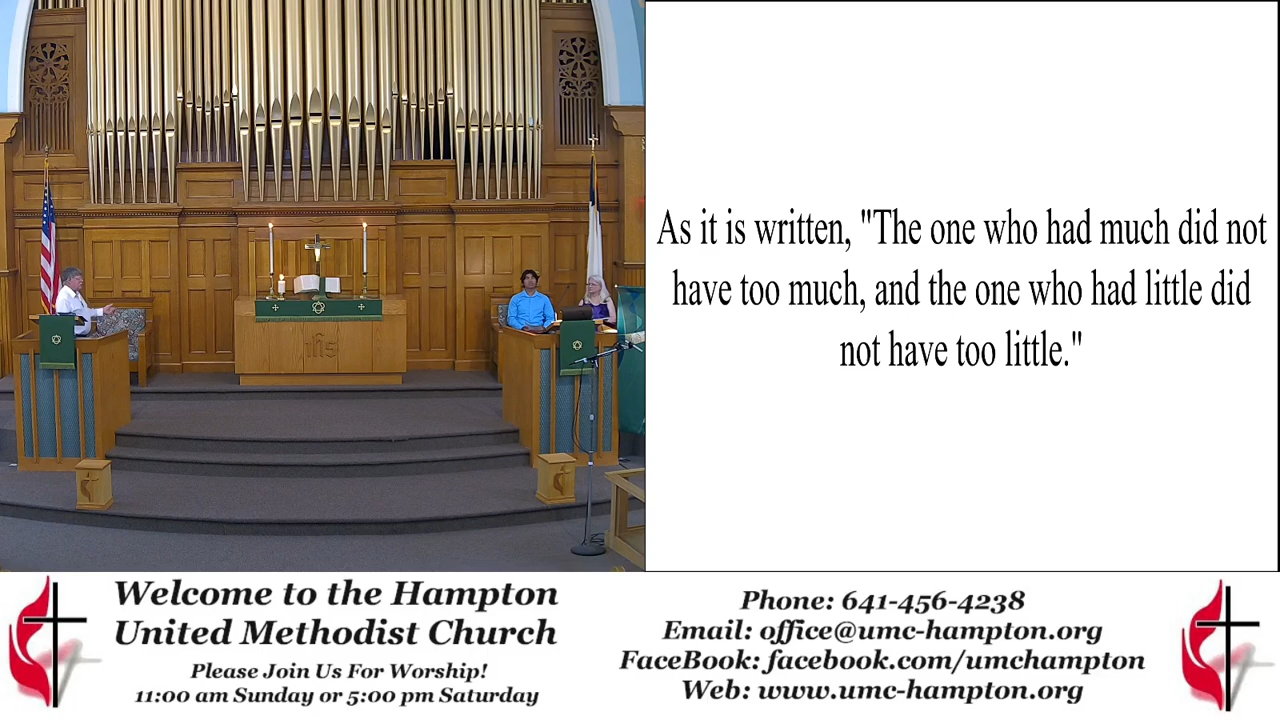 As it is written, "The one who had much did not
have too much, and the one who had little did
not have too little."
ihs
Welcome to the Hampton
United Methodist Church
Please Join Us For Worship!
11:00 am Sunday or 5:00 pm Saturday
Phone: 641-456-4238
Email: office@umc-hampton.org
FaceBook: facebook.com/umchampton
Web: www.umc-hampton.org